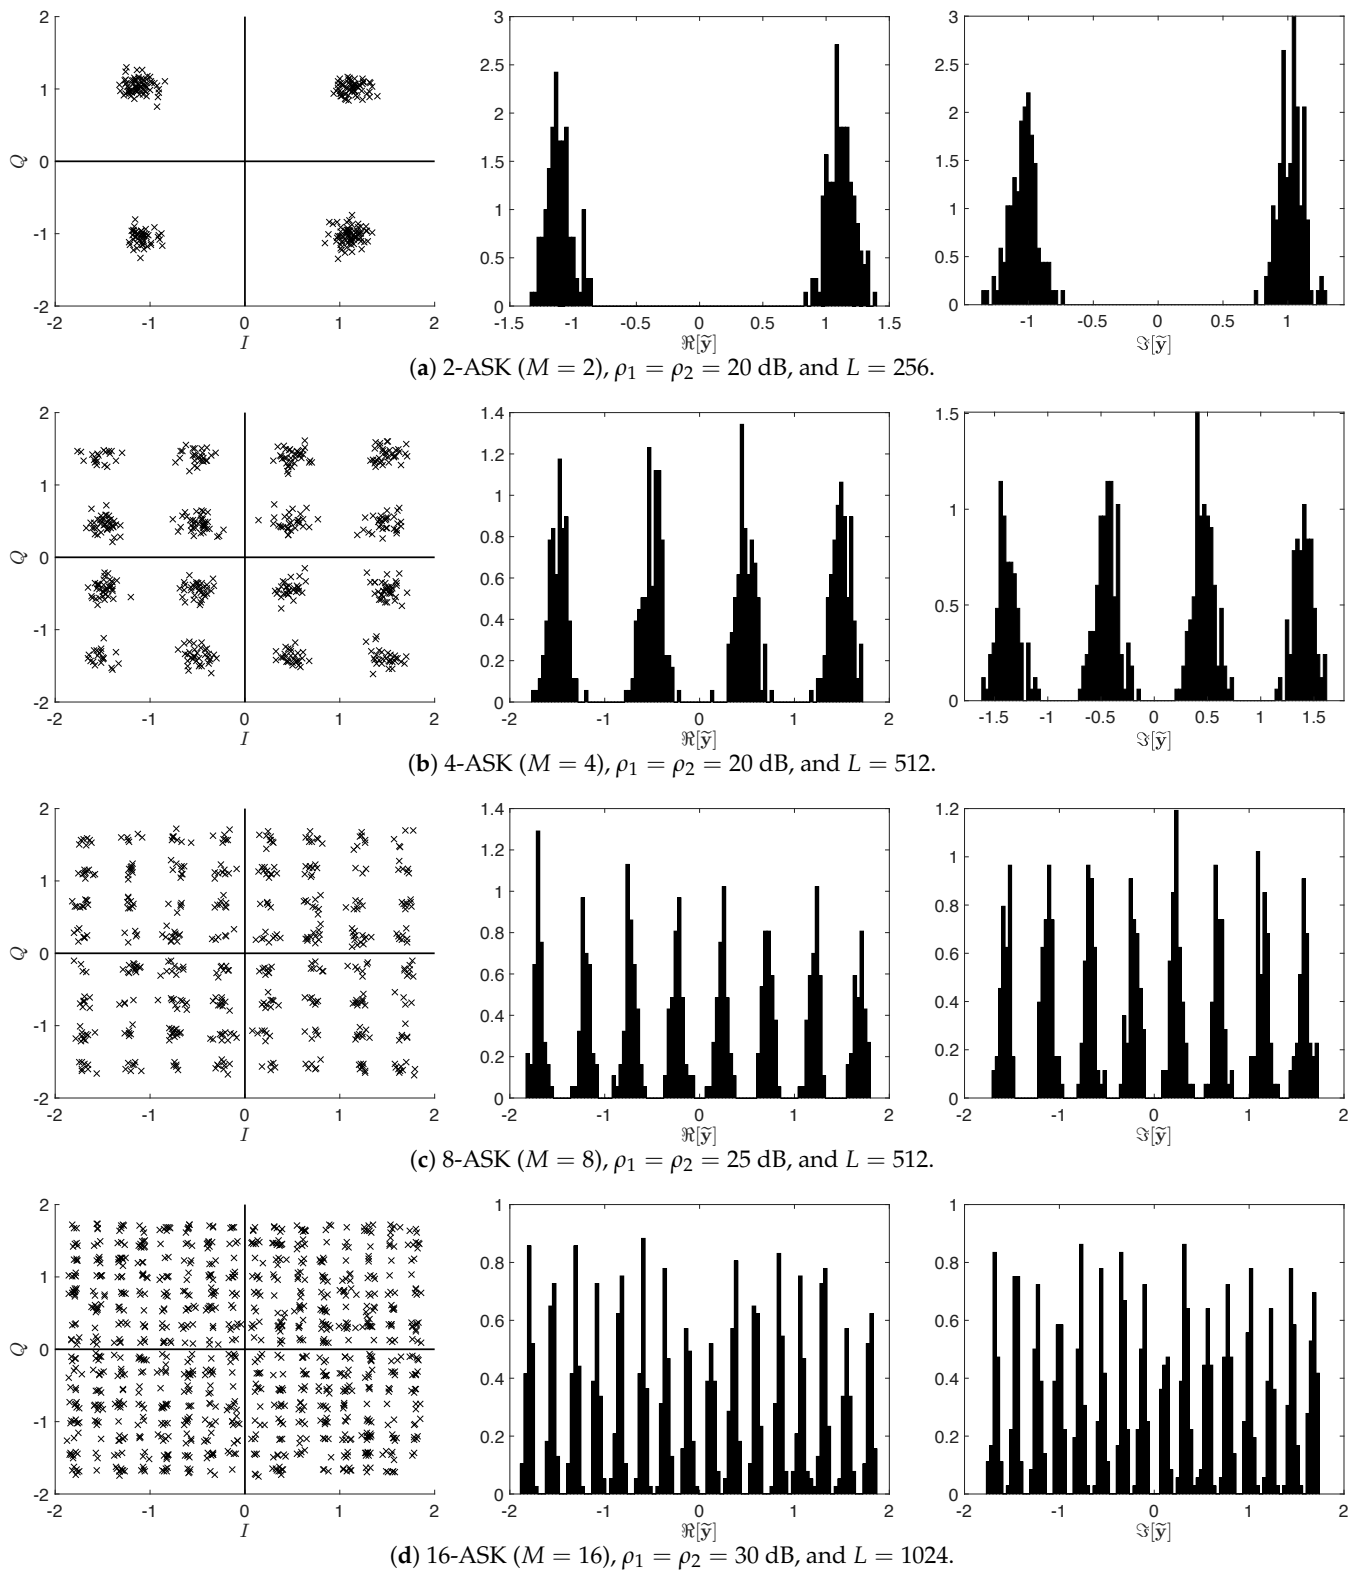 2
1
0
-1
-2
Q
-2 -1 0 1 2
I
3
2.5
2
1.5
1
0.5
0
-1.5 -1 -0.5 0 0.5 1 1.5
ℜ[ỹ]
3
2.5
2
1.5
1
0.5
0
-1 -0.5 0 0.5 1
ℑ[ỹ]
(a) 2-ASK (M = 2), ρ1 = ρ2 = 20 dB, and L = 256.
2
1
0
-1
-2
Q
-2 -1 0 1 2
I
1.4
1.2
1
0.8
0.6
0.4
0.2
0
-2 -1 0 1 2
ℜ[ỹ]
1.5
1
0.5
0
-1.5 -1 -0.5 0 0.5 1 1.5
ℑ[ỹ]
(b) 4-ASK (M = 4), ρ1 = ρ2 = 20 dB, and L = 512.
2
1
0
-1
-2
Q
-2 -1 0 1 2
I
1.4
1.2
1
0.8
0.6
0.4
0.2
0
-2 -1 0 1 2
ℜ[ỹ]
1.2
1
0.8
0.6
0.4
0.2
0
-2 -1 0 1 2
ℑ[ỹ]
(c) 8-ASK (M = 8), ρ1 = ρ2 = 25 dB, and L = 512.
2
1
0
-1
-2
Q
-2 -1 0 1 2
I
1
0.8
0.6
0.4
0.2
0
-2 -1 0 1 2
ℜ[ỹ]
1
0.8
0.6
0.4
0.2
0
-2 -1 0 1 2
ℑ[ỹ]
(d) 16-ASK (M = 16), ρ1 = ρ2 = 30 dB, and L = 1024.